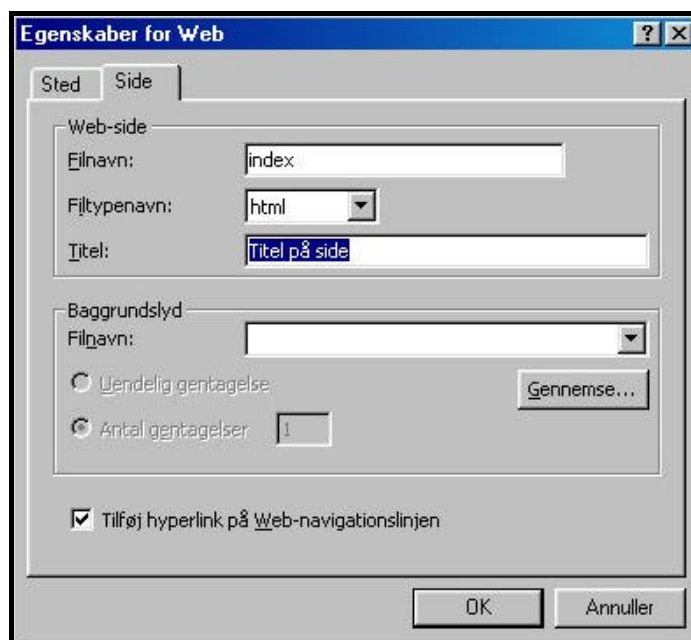 Egenskaber for Web
Sted Side
Web-side
Filnavn: index
Filtypenavn: html
Titel: Titel på side
Baggrundslyd
Filnavn:
Uendelig gentagelse
Gennemse...
Antal gentagelser 1
Tilføj hyperlink på Web-navigationslinjen
OK Annuller